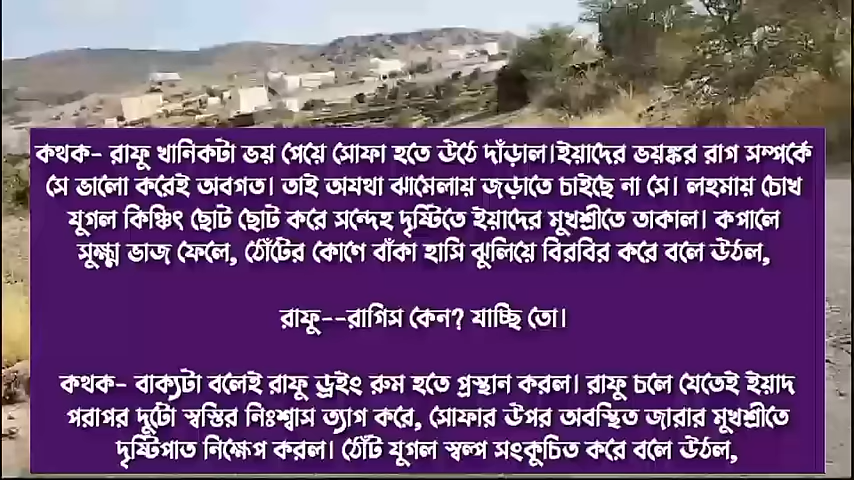 কথক- রাফু খানিকটা ভয় পেয়ে সোফা হতে উঠে দাঁড়াল।ইয়াদের ভয়ঙ্কর রাগ সম্পর্কে
সে ভালো করেই অবগত। তাই অযথা ঝামেলায় জড়াতে চাইছে না সে। লহমায় চোখ
যুগল কিঞ্চিৎ ছোট ছোট করে সন্দেহ দৃষ্টিতে ইয়াদের মুখশ্রীতে তাকাল। কপালে
সুক্ষ্ম ভাজ ফেলে, ঠোঁটের কোণে বাঁকা হাসি ঝুলিয়ে বিরবির করে বলে উঠল,
রাফু--রাগিস কেন? যাচ্ছি তো।
কথক- বাক্যটা বলেই রাফু ড্রইং রুম হতে প্রস্থান করল। রাফু চলে যেতেই ইয়াদ
পরাপর দুটো স্বস্তির নিঃশ্বাস ত্যাগ করে, সোফার উপর অবস্থিত জারার মুখশ্রীতে
দৃষ্টিপাত নিক্ষেপ করল। ঠোঁট যুগল স্বল্প সংকুচিত করে বলে উঠল,